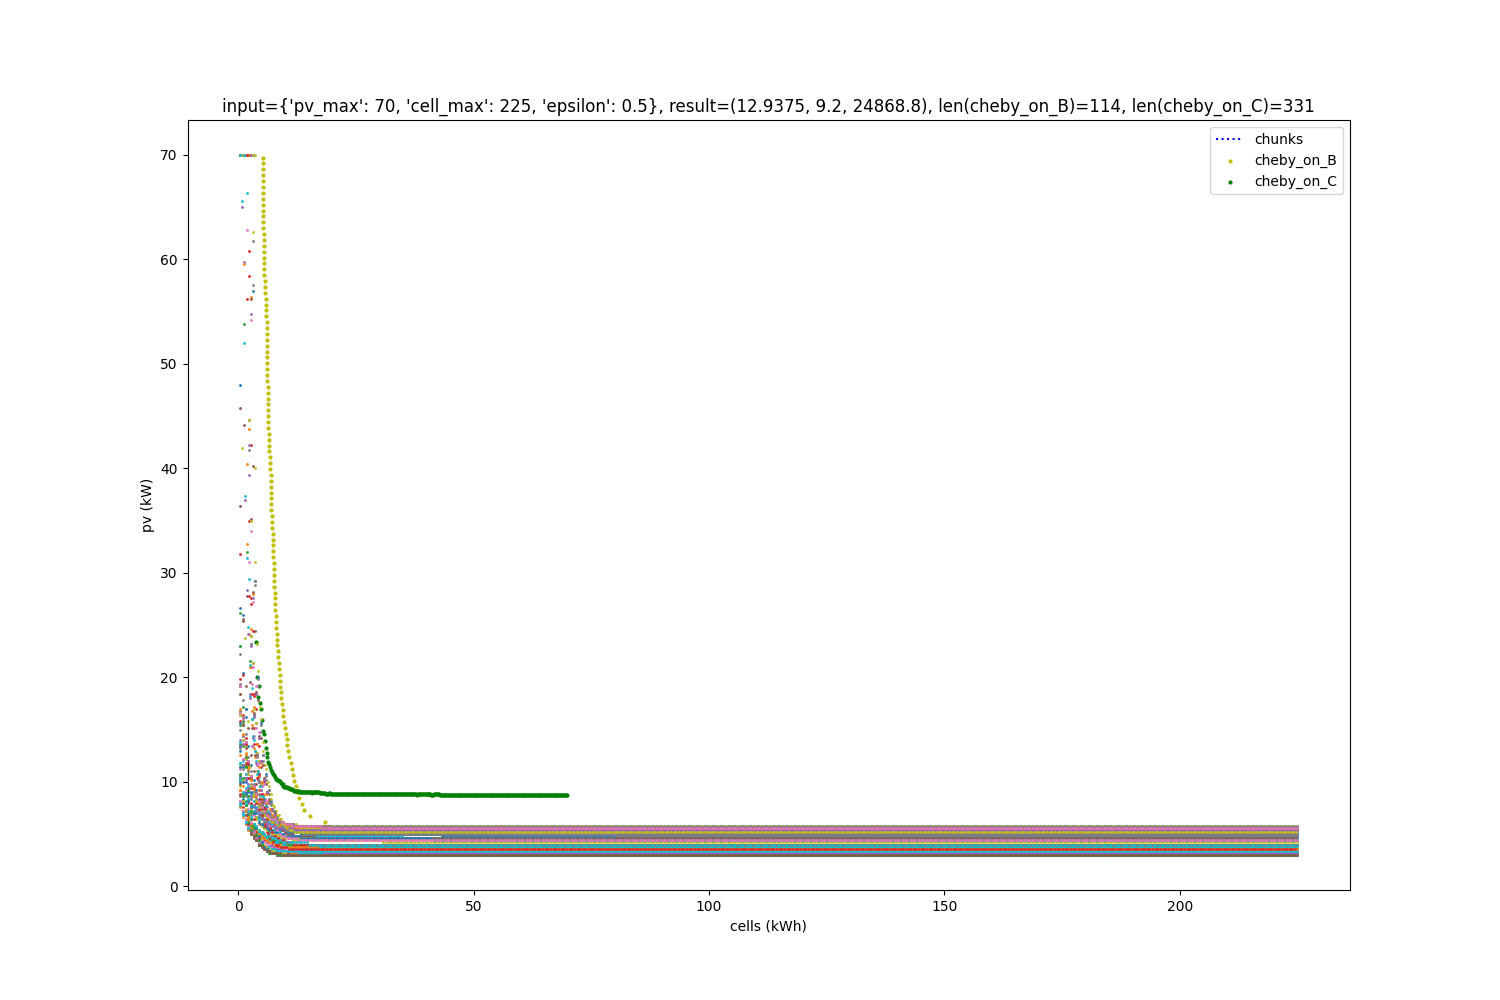 input={'pv_max': 70, 'cell_max': 225, 'epsilon': 0.5}, result=(12.9375, 9.2, 24868.8), len(cheby_on_B)=114, len(cheby_on_C)=331
chunks
cheby_on_B
cheby_on_C
70
60
50
40
30
20
10
0
pv (kW)
0
50
100
150
200
cells (kWh)